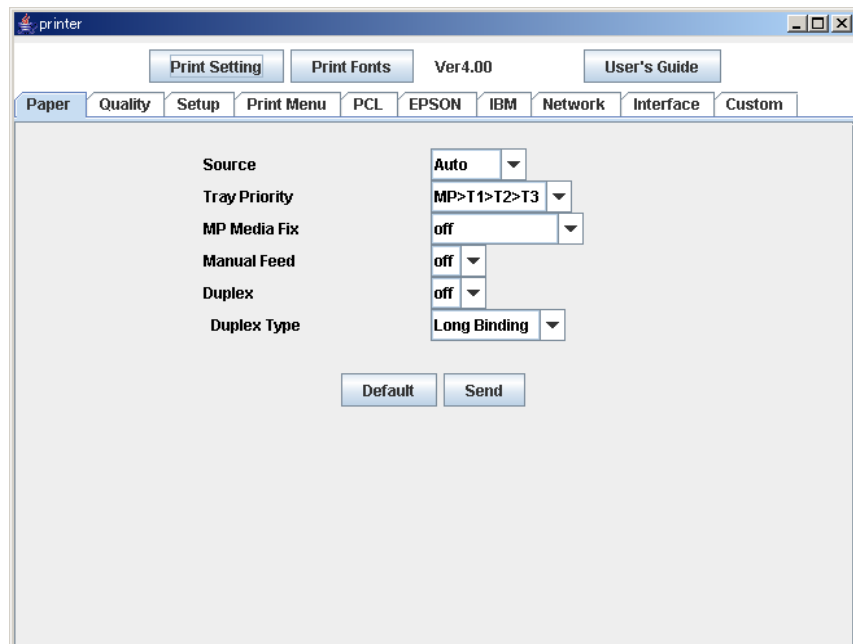 printer
Print Setting Print Fonts Ver4.00 User's Guide
Paper Quality Setup Print Menu PCL EPSON IBM Network Interface Custom
Source Auto
Tray Priority MP>T1>T2>T3
MP Media Fix off
Manual Feed off
Duplex off
Duplex Type Long Binding
Default Send